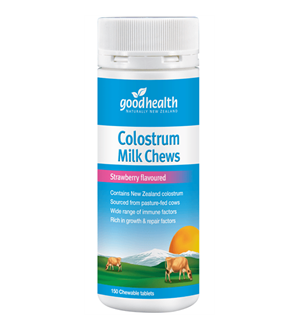 goodhealth
NATURALLY NEW ZEALAND
Colostrum
Milk Chews
Strawberry flavoured
Contains New Zealand colostrum
Sourced from pasture-fed cows
Wide range of immune factors
Rich in growth & repair factors
100 Chewable tablets